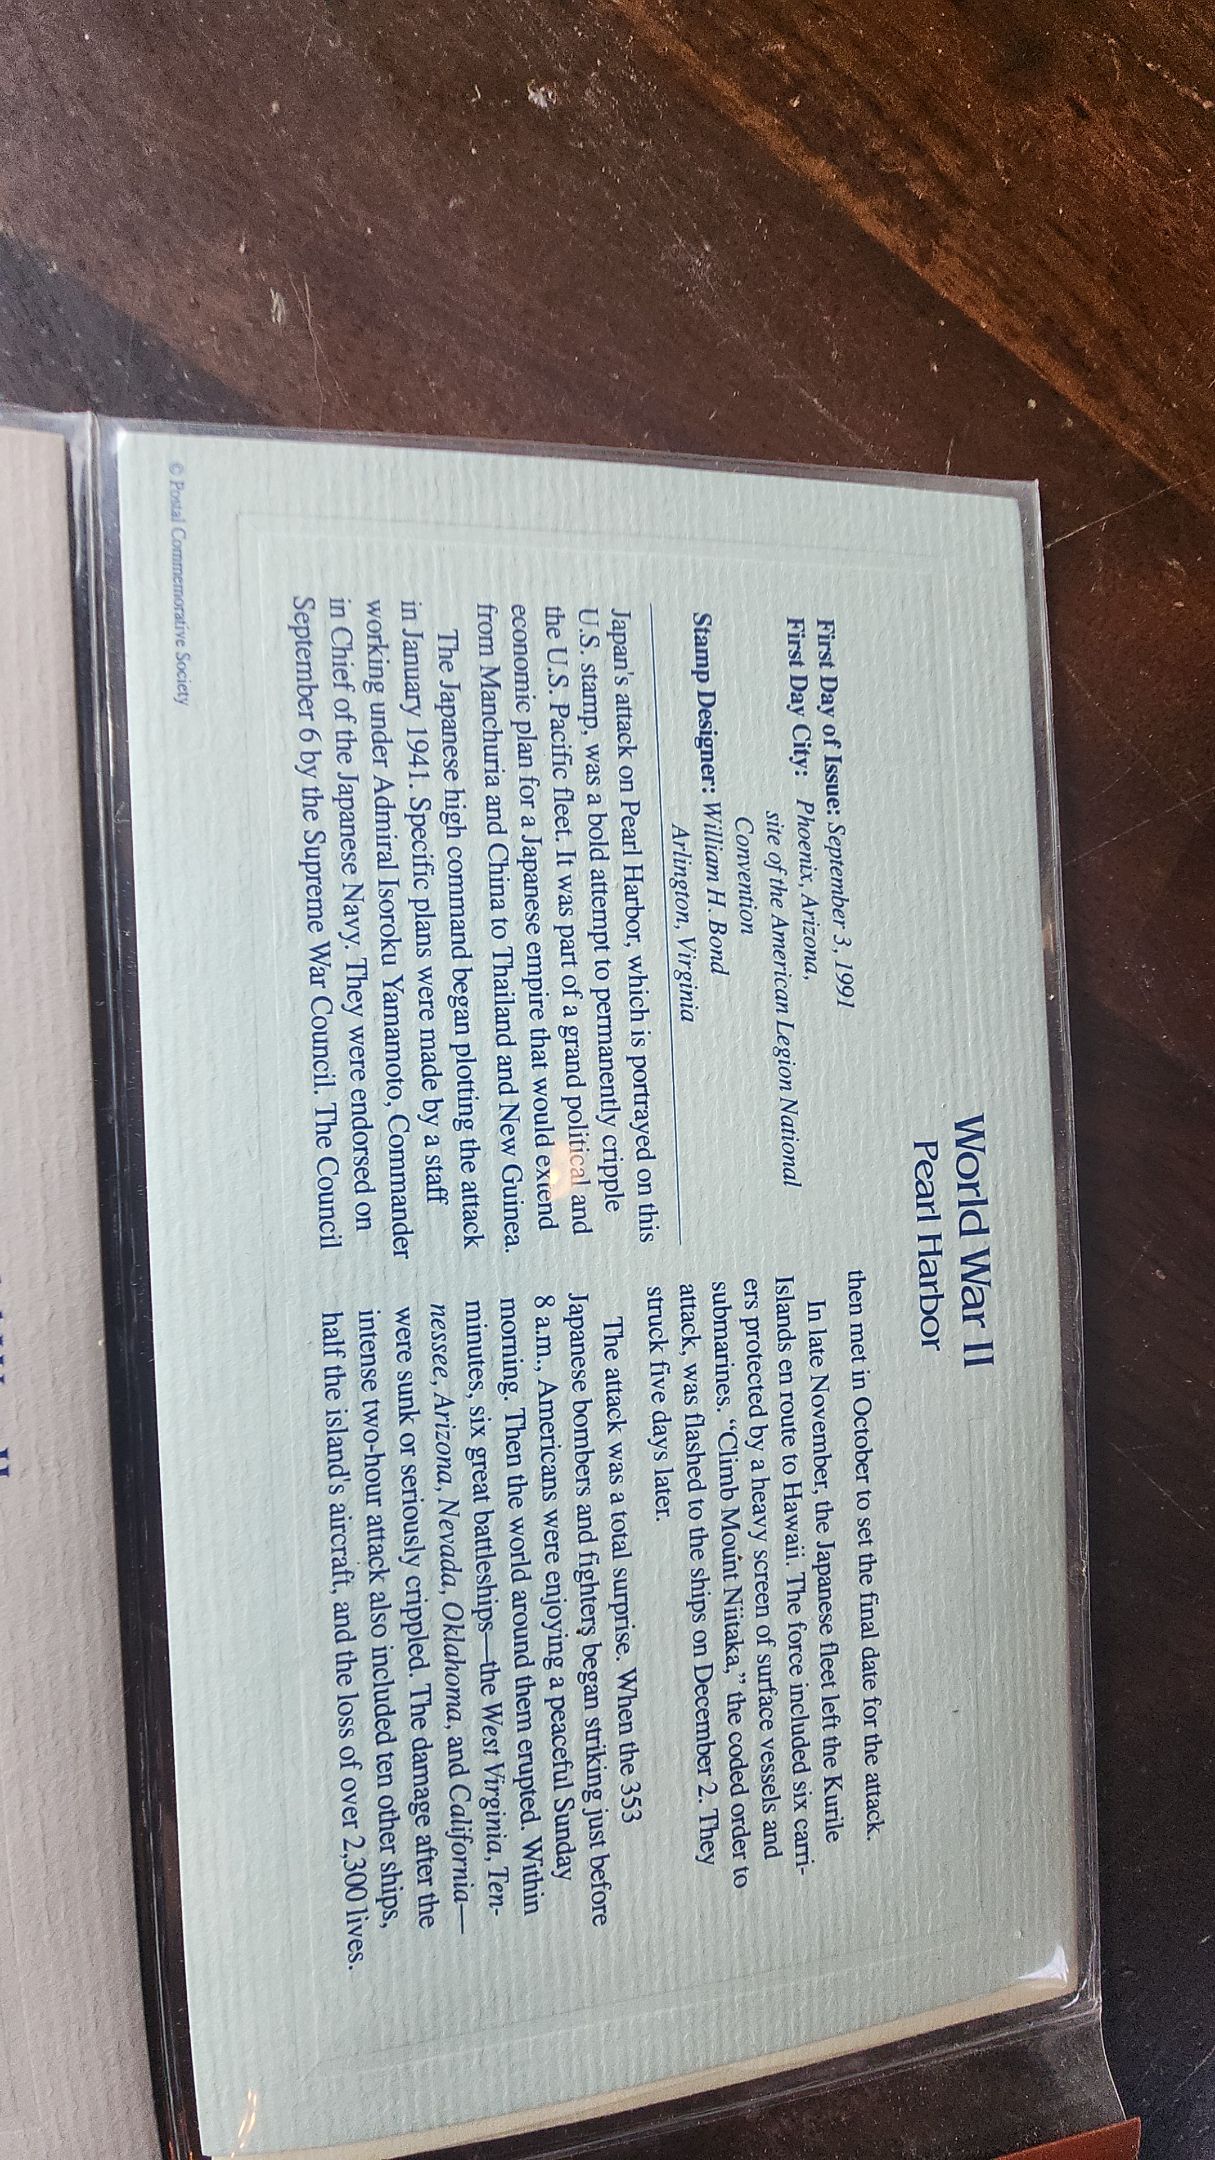 World War II
Pearl Harbor
First Day of Issue: September 3, 1991
First Day City: Phoenix, Arizona,
site of the American Legion National
Convention
Stamp Designer: William H. Bond
Arlington, Virginia
Japan's attack on Pearl Harbor, which is portrayed on this
U.S. stamp, was a bold attempt to permanently cripple
the U.S. Pacific fleet. It was part of a grand political and
economic plan for a Japanese empire that would extend
from Manchuria and China to Thailand and New Guinea.
The Japanese high command began plotting the attack
in January 1941. Specific plans were made by a staff
working under Admiral Isoroku Yamamoto, Commander
in Chief of the Japanese Navy. They were endorsed on
September 6 by the Supreme War Council. The Council
then met in October to set the final date for the attack.
In late November, the Japanese fleet left the Kurile
Islands en route to Hawaii. The force included six carri-
ers protected by a heavy screen of surface vessels and
submarines. “Climb Mount Niitaka,” the coded order to
attack, was flashed to the ships on December 2. They
struck five days later.
The attack was a total surprise. When the 353
Japanese bombers and fighters began striking just before
8 a.m., Americans were enjoying a peaceful Sunday
morning. Then the world around them erupted. Within
minutes, six great battleships—the West Virginia, Ten-
nessee, Arizona, Nevada, Oklahoma, and California—
were sunk or seriously crippled. The damage after the
intense two-hour attack also included ten other ships,
half the island's aircraft, and the loss of over 2,300 lives.
© Postal Commemorative Society